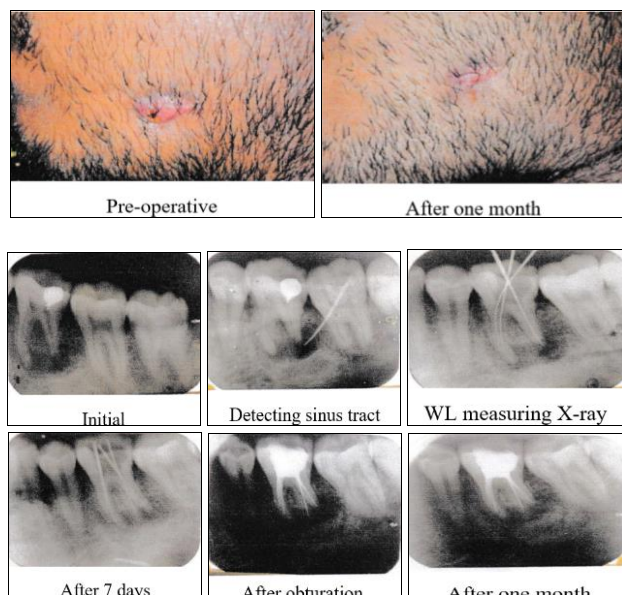 Pre-operative
After one month
Initial
Detecting sinus tract
WL measuring X-ray
After 7 days
After obturation
After one month